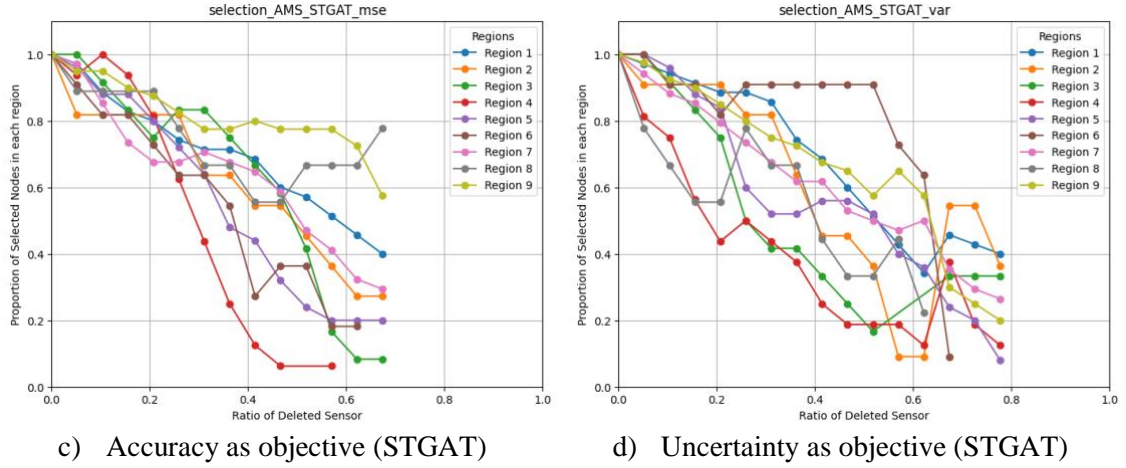 selection_AMS_STGAT_mse
Proportion of Selected Nodes in each region
1.0
0.8
0.6
0.4
0.2
0.0
0.0 0.2 0.4 0.6 0.8 1.0
Ratio of Deleted Sensor
Regions
Region 1
Region 2
Region 3
Region 4
Region 5
Region 6
Region 7
Region 8
Region 9
c) Accuracy as objective (STGAT)
selection_AMS_STGAT_var
Proportion of Selected Nodes in each region
1.0
0.8
0.6
0.4
0.2
0.0
0.0 0.2 0.4 0.6 0.8 1.0
Ratio of Deleted Sensor
Regions
Region 1
Region 2
Region 3
Region 4
Region 5
Region 6
Region 7
Region 8
Region 9
d) Uncertainty as objective (STGAT)